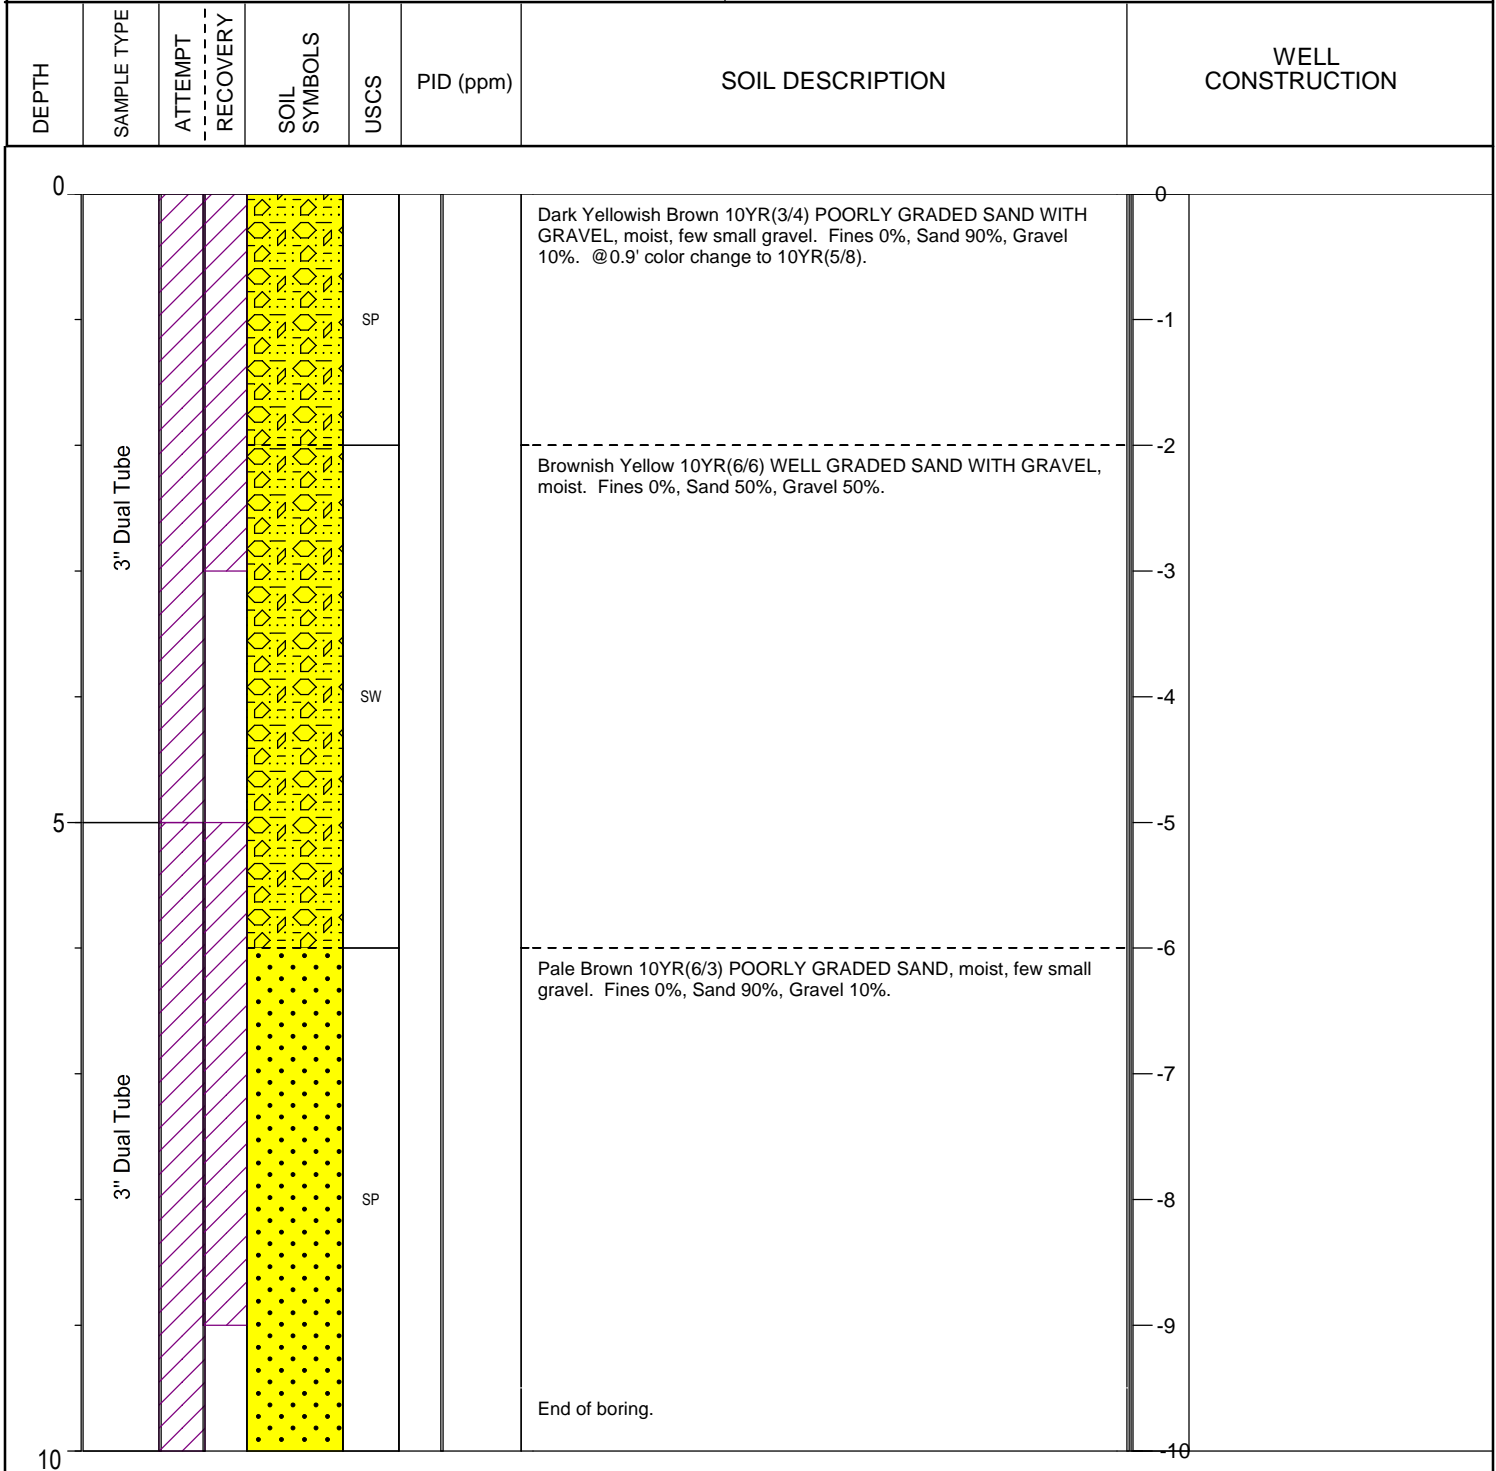 DEPTH
SAMPLE TYPE
ATTEMPT
RECOVERY
SOIL
SYMBOLS
USCS
PID (ppm)
SOIL DESCRIPTION
WELL
CONSTRUCTION
0
0
Dark Yellowish Brown 10YR(3/4) POORLY GRADED SAND WITH
GRAVEL, moist, few small gravel.  Fines 0%, Sand 90%, Gravel
10%.  @0.9' color change to 10YR(5/8).
SP
-1
-2
3" Dual Tube
Brownish Yellow 10YR(6/6) WELL GRADED SAND WITH GRAVEL,
moist.  Fines 0%, Sand 50%, Gravel 50%.
-3
SW
-4
5
-5
-6
Pale Brown 10YR(6/3) POORLY GRADED SAND, moist, few small
gravel.  Fines 0%, Sand 90%, Gravel 10%.
-7
3" Dual Tube
SP
-8
-9
End of boring.
10
-10